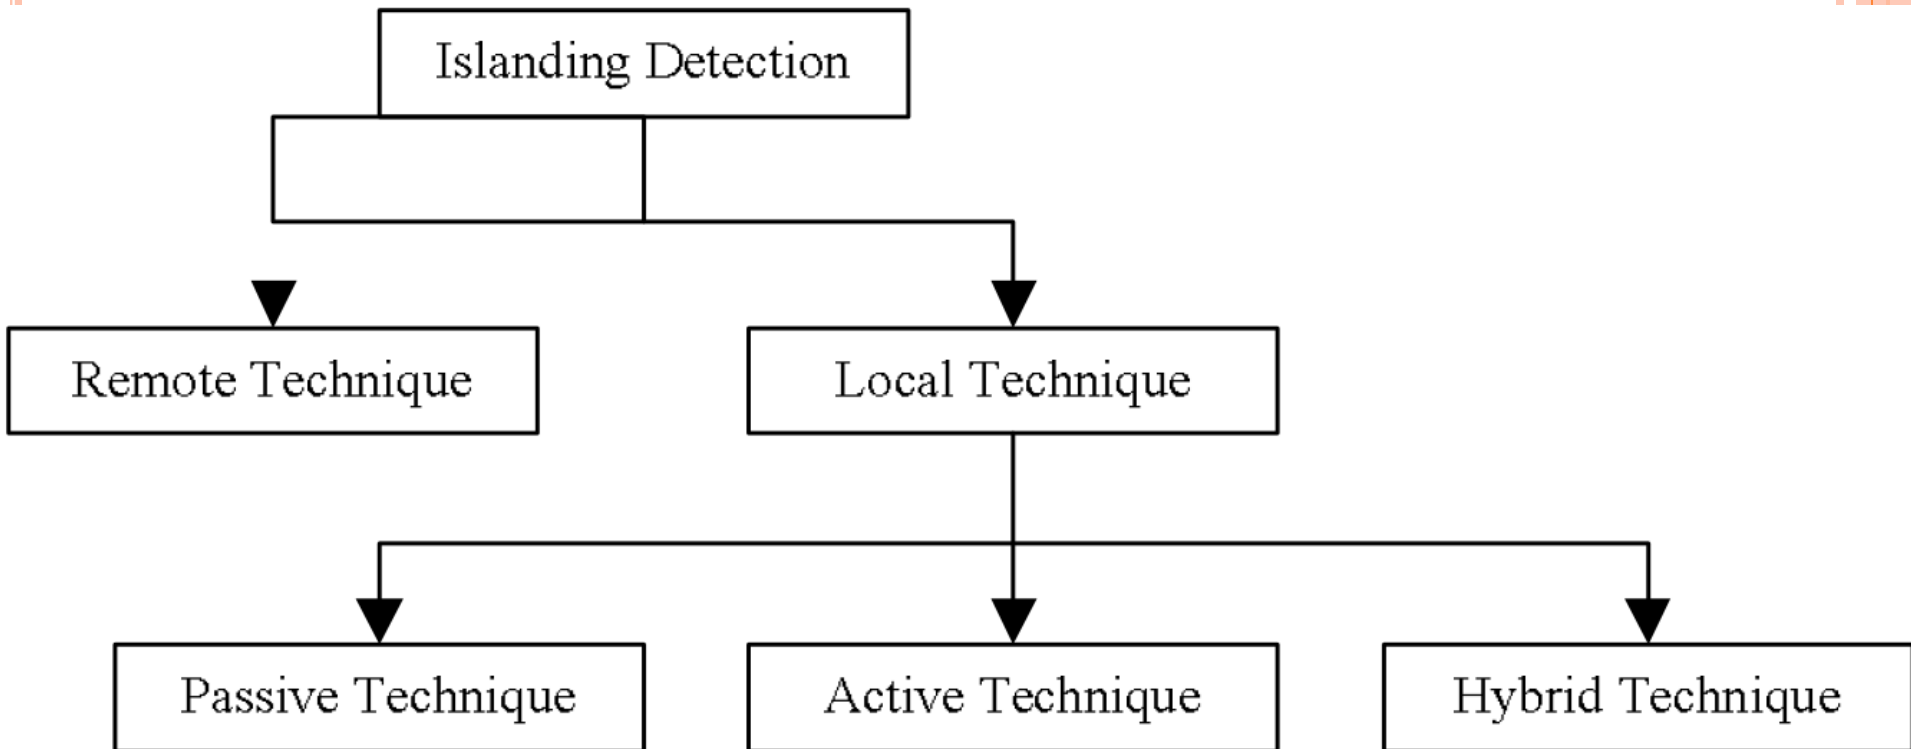 Islanding Detection
Remote Technique
Local Technique
Passive Technique
Active Technique
Hybrid Technique